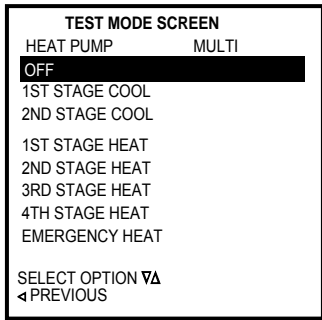 TEST MODE SCREEN
HEAT PUMP MULTI
OFF
1ST STAGE COOL
2ND STAGE COOL
1ST STAGE HEAT
2ND STAGE HEAT
3RD STAGE HEAT
4TH STAGE HEAT
EMERGENCY HEAT
SELECT OPTION ∇Δ
◁ PREVIOUS